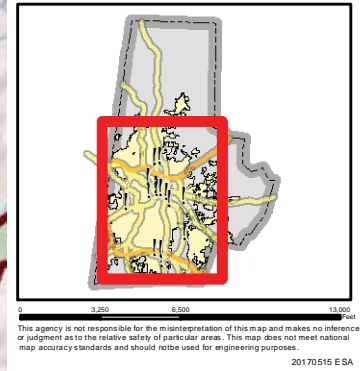 0 3,250 6,500 13,000
Feet
This agency is not responsible for the misinterpretation of this map and makes no inference
or judgment as to the relative safety of particular areas. This map does not meet national
map accuracy standards and should notbe used for engineering purposes.
20170515 ESA